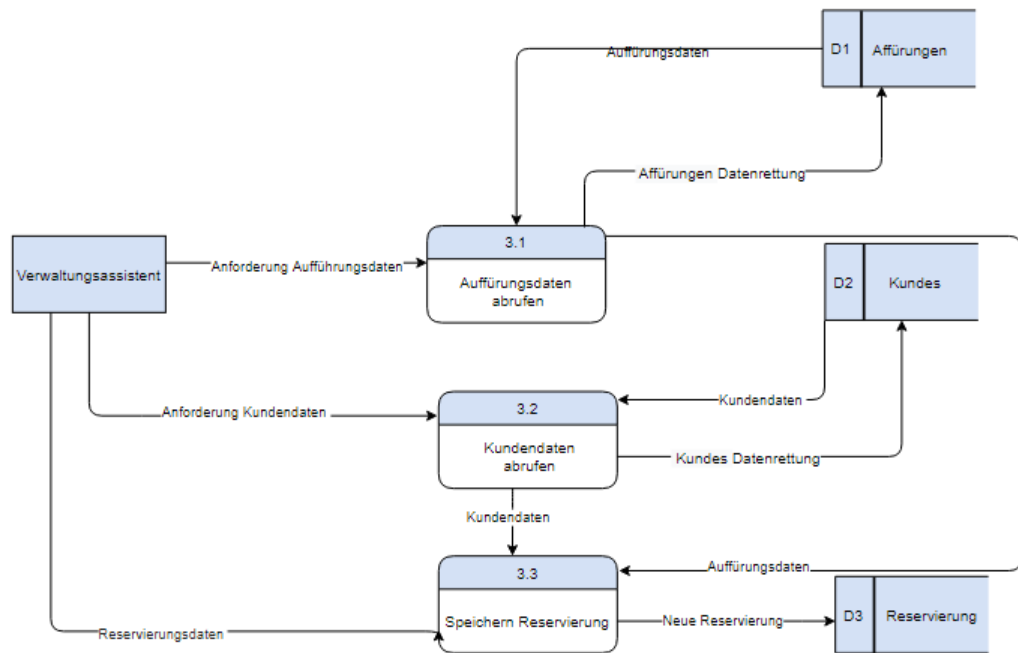 Auffürungsdaten
D1
Affürungen
Affürungen Datenrettung
3.1
Auffürungsdaten
abrufen
Verwaltungsassistent
Anforderung Aufführungsdaten
D2
Kundes
Kundendaten
3.2
Kundendaten
abrufen
Anforderung Kundendaten
Kundes Datenrettung
Kundendaten
3.3
Speichern Reservierung
Auffürungsdaten
Reservierungsdaten
Neue Reservierung
D3
Reservierung